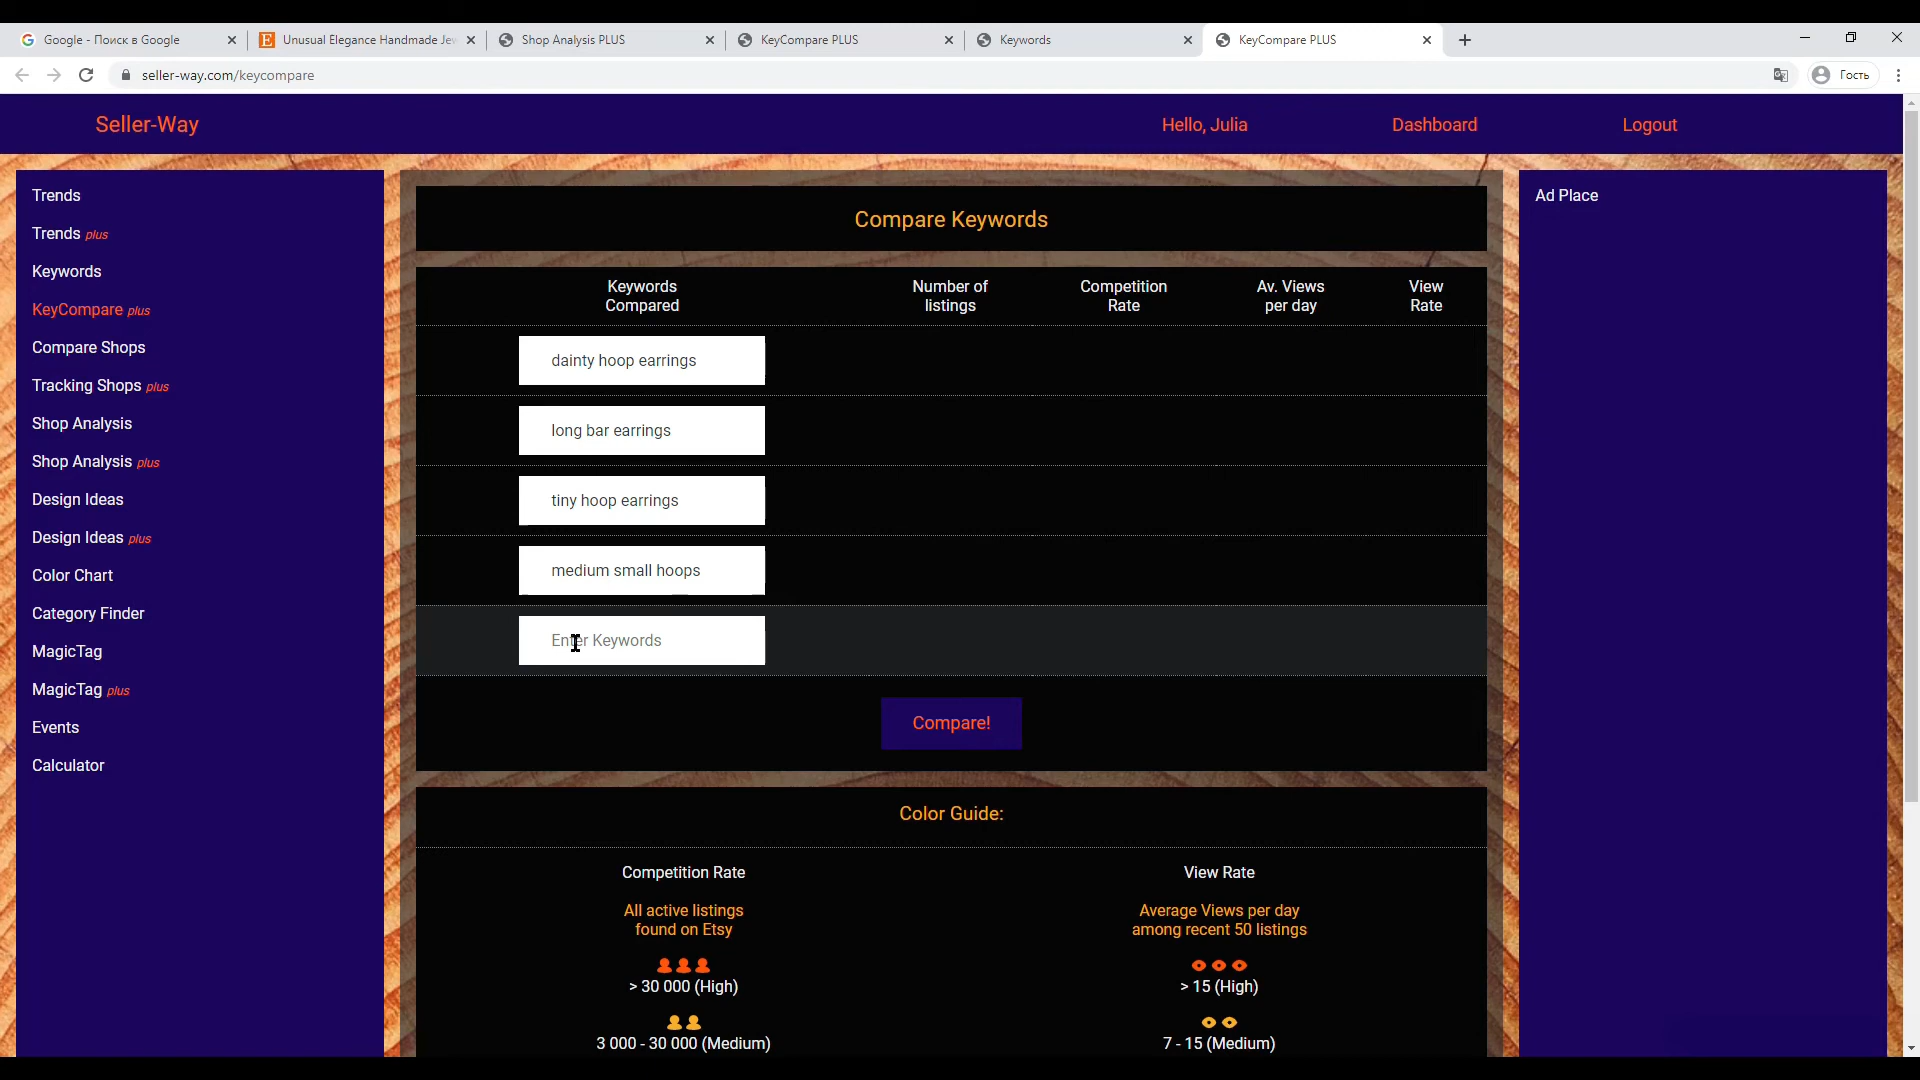 Google - Поиск в Google
Unusual Elegance Handmade Jew
Shop Analysis PLUS
KeyCompare PLUS
Keywords
KeyCompare PLUS
seller-way.com/keycompare
Гость
Seller-Way
Hello, Julia
Dashboard
Logout
Trends
Trends plus
Keywords
KeyCompare plus
Compare Shops
Tracking Shops plus
Shop Analysis
Shop Analysis plus
Design Ideas
Design Ideas plus
Color Chart
Category Finder
MagicTag
MagicTag plus
Events
Calculator
Compare Keywords
Keywords
Compared
Number of
listings
Competition
Rate
Av. Views
per day
View
Rate
dainty hoop earrings
long bar earrings
tiny hoop earrings
medium small hoops
Enter Keywords
Compare!
Color Guide:
Competition Rate
All active listings
found on Etsy
> 30 000 (High)
3 000 - 30 000 (Medium)
View Rate
Average Views per day
among recent 50 listings
> 15 (High)
7 - 15 (Medium)
Ad Place